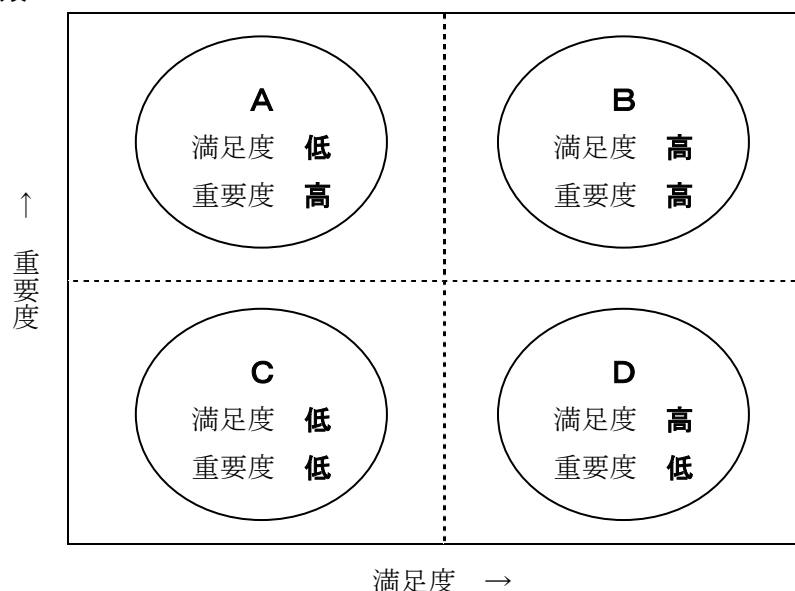 A
満足度 低
重要度 高
B
満足度 高
重要度 高
↑ 重要度
C
満足度 低
重要度 低
D
満足度 高
重要度 低
満足度 →